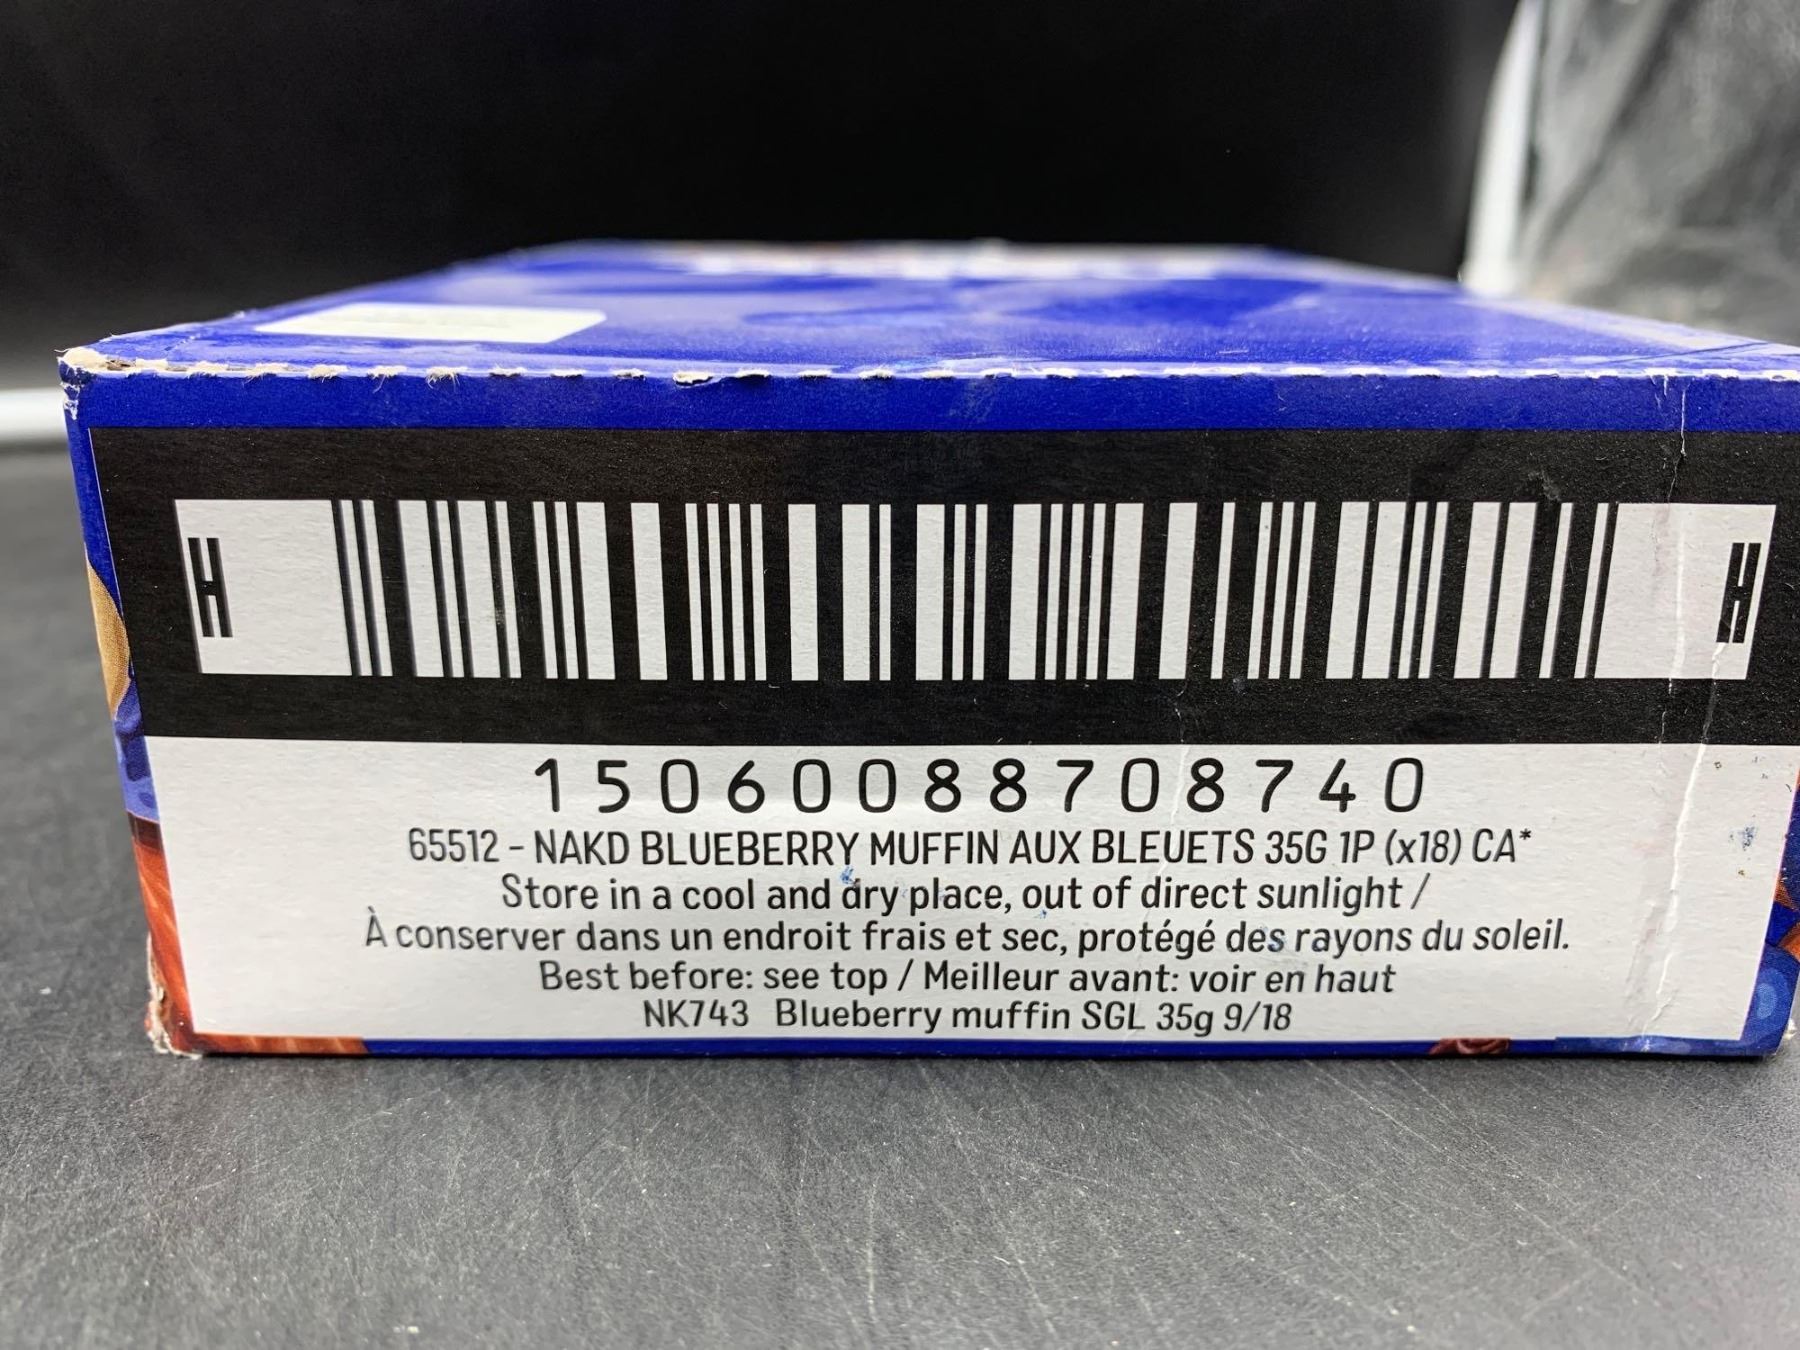 H H
15060088708740
65512 – NAKD BLUEBERRY MUFFIN AUX BLEUETS 35G 1P (x18) CA*
Store in a cool and dry place, out of direct sunlight /
À conserver dans un endroit frais et sec, protégé des rayons du soleil.
Best before: see top / Meilleur avant: voir en haut
NK743 Blueberry muffin SGL 35g 9/18